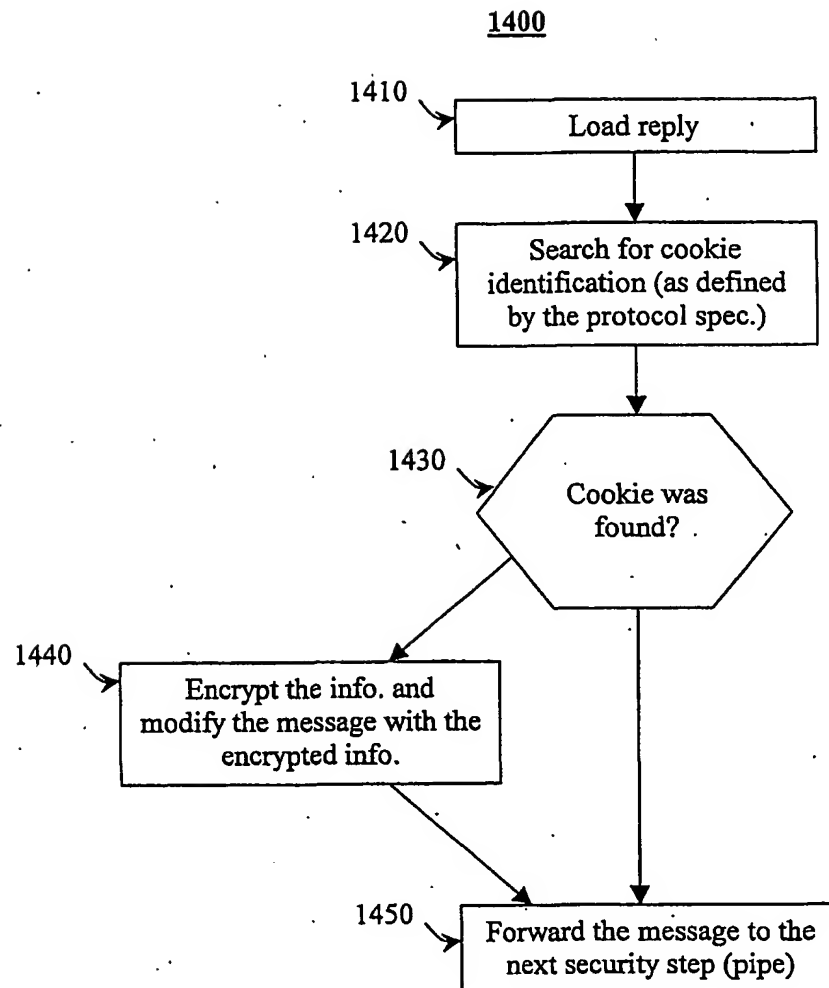 1400
1410
Load reply
1420
Search for cookie
identification (as defined
by the protocol spec.)
1430
Cookie was
found?
1440
Encrypt the info. and
modify the message with the
encrypted info.
1450
Forward the message to the
next security step (pipe)